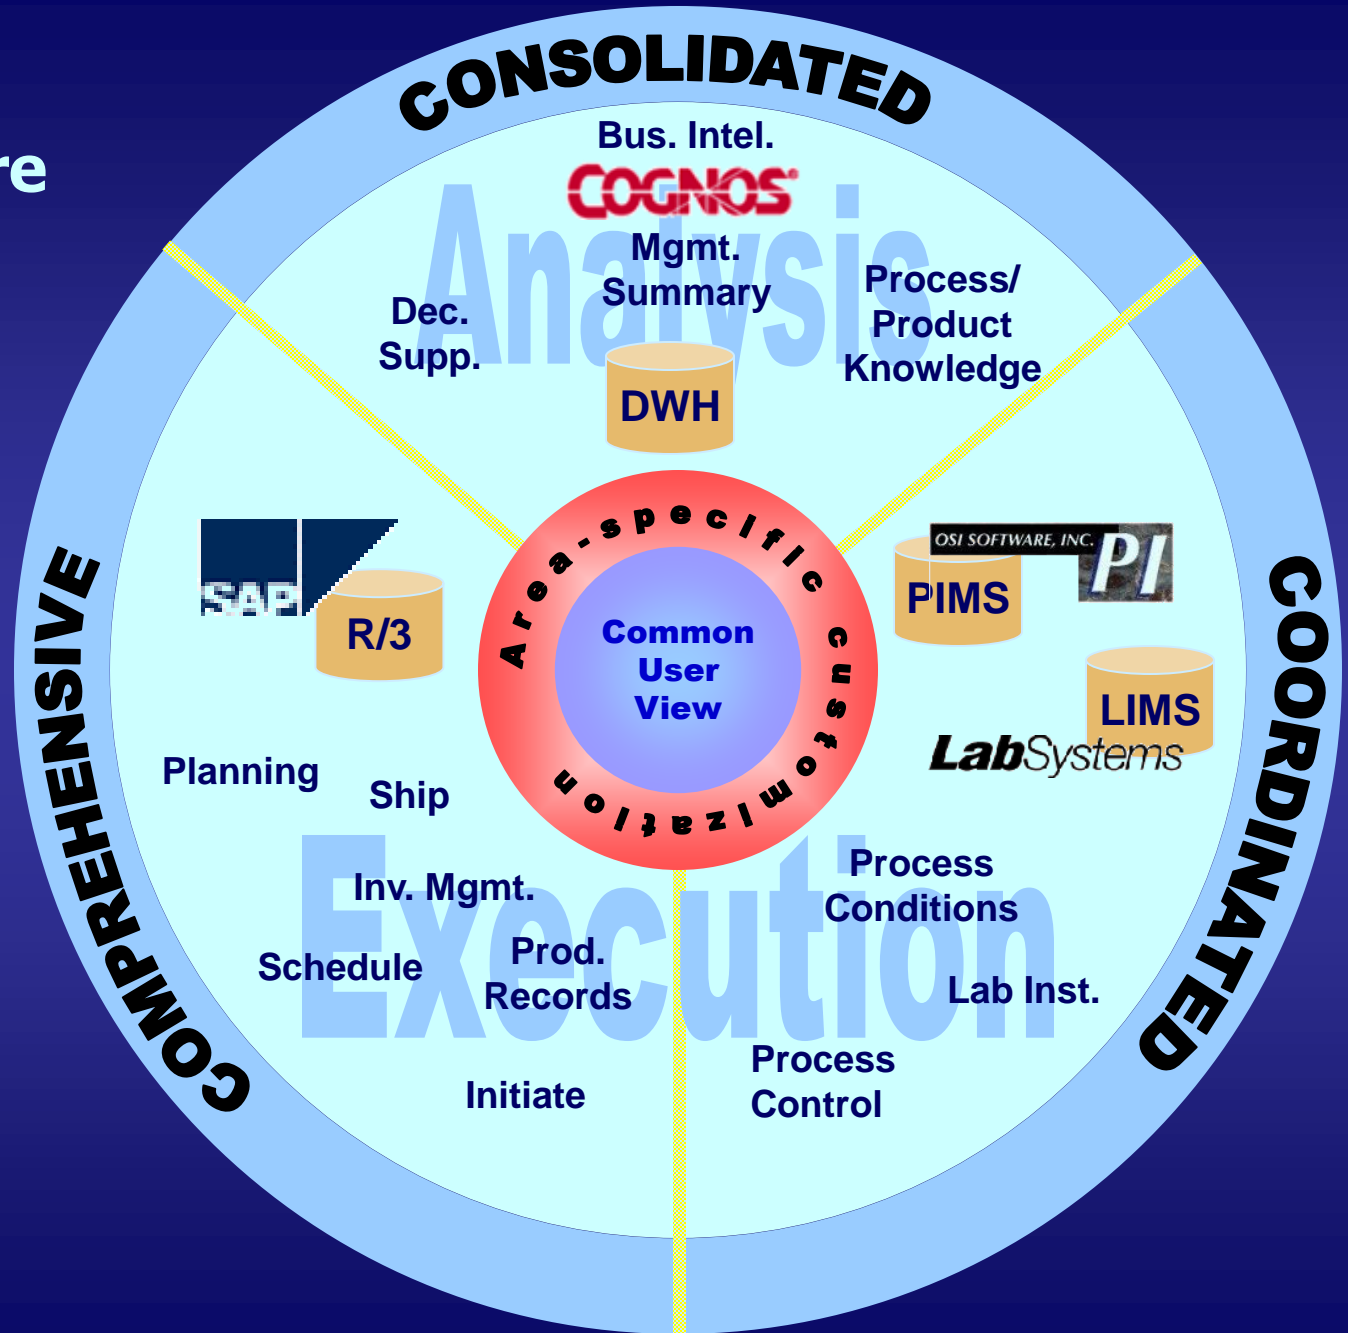 re
CONSOLIDATED
Bus. Intel.
COGNOS®
Analysis
Mgmt.
Summary
Dec.
Supp.
Process/
Product
Knowledge
DWH
Area-specific customization
Common
User
View
SAP
R/3
OSI SOFTWARE, INC.
PI
PIMS
LIMS
LabSystems
COMPREHENSIVE
COORDINATED
Planning
Ship
Execution
Inv. Mgmt.
Schedule
Prod.
Records
Initiate
Process
Conditions
Lab Inst.
Process
Control